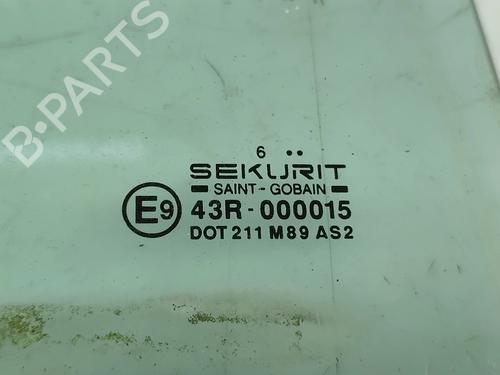 B-PARTS
6 ..
SEKURIT
SAINT-GOBAIN
E9 43R-000015
DOT 211 M89 AS2